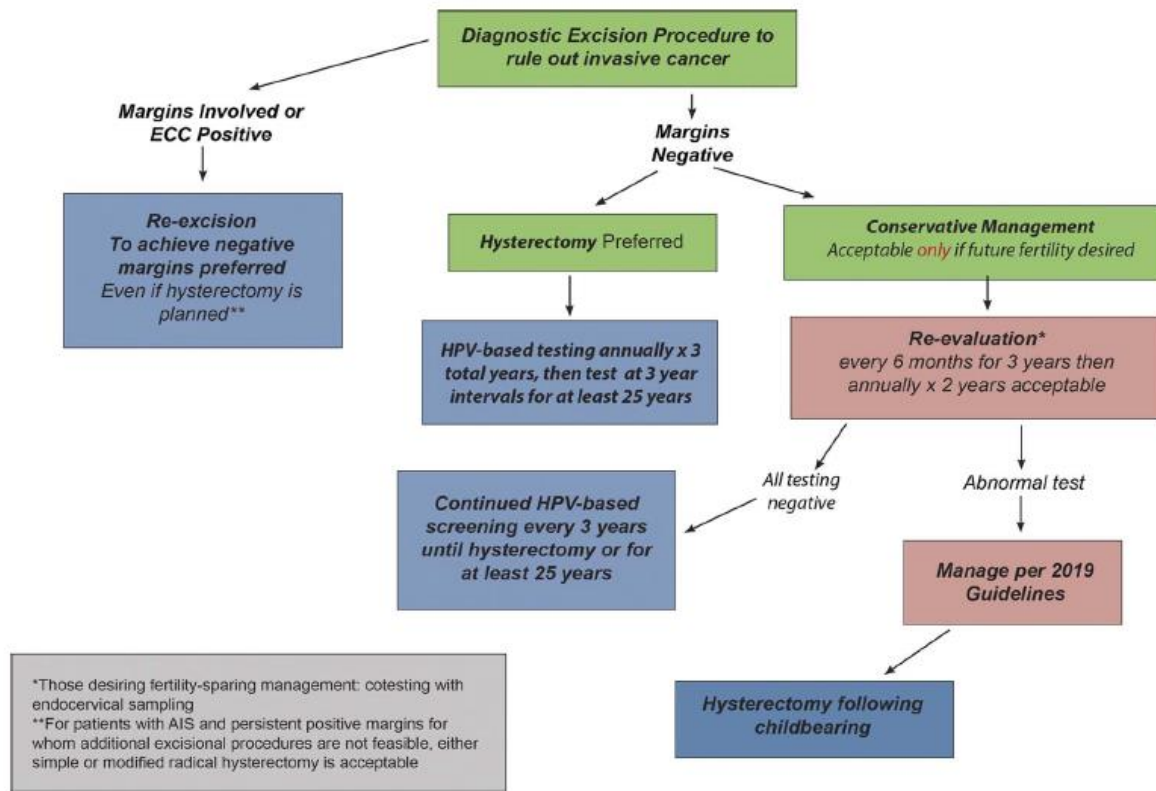 Diagnostic Excision Procedure to
rule out invasive cancer
Margins Involved or
ECC Positive
Margins
Negative
Re-excision
To achieve negative
margins preferred
Even if hysterectomy is
planned**
Hysterectomy Preferred
Conservative Management
Acceptable only if future fertility desired
HPV-based testing annually x 3
total years, then test at 3 year
intervals for at least 25 years
Re-evaluation*
every 6 months for 3 years then
annually x 2 years acceptable
All testing
negative
Abnormal test
Continued HPV-based
screening every 3 years
until hysterectomy or for
at least 25 years
Manage per 2019
Guidelines
Hysterectomy following
childbearing
*Those desiring fertility-sparing management: cotesting with
endocervical sampling
**For patients with AIS and persistent positive margins for
whom additional excisional procedures are not feasible, either
simple or modified radical hysterectomy is acceptable